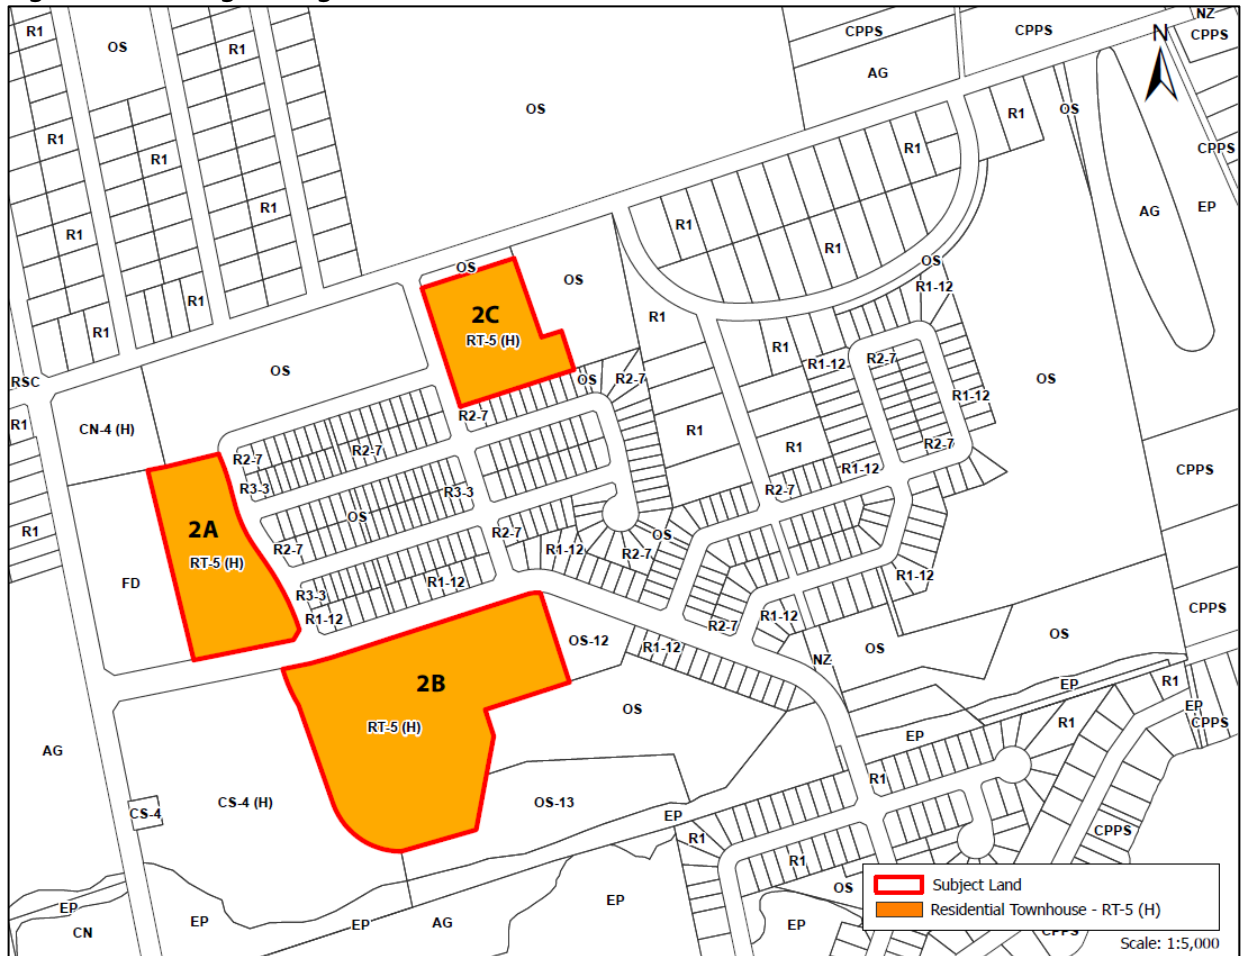 NZ
R1
CPPS
CPPS
CPPS
OS
R1
N
AG
OS
OS
R1
R1
CPPS
R1
R1
R1
AG
EP
R1
R1
R1
OS
OS
OS
R1-12
R1
2C
R1
R1
RT-5 (H)
R1
R1-12
R2-7
OS
OS
RSC
OS
R2-7
R1-12
R1
CN-4 (H)
R2-7
R1
R2-7
R2-7
R1
R2-7
R1-12
CPPS
R3-3
R3-3
R2-7
OS
2A
R1
R2-7
OS
R2-7
R1-12
R2-7
RT-5 (H)
R1-12
FD
R1-12
R3-3
CPPS
R1-12
R1-12
R2-7
OS
OS-12
R1-12
OS
NZ
2B
EP
R1
OS
EP
RT-5 (H)
CPPS
R1
EP
AG
R1
CS-4 (H)
OS-13
CS-4
EP
CPPS
R1
R1
OS
Subject Land
EP
EP
EP
Residential Townhouse - RT-5 (H)
EP
AG
EP
CN
CPPS
Scale: 1:5,000